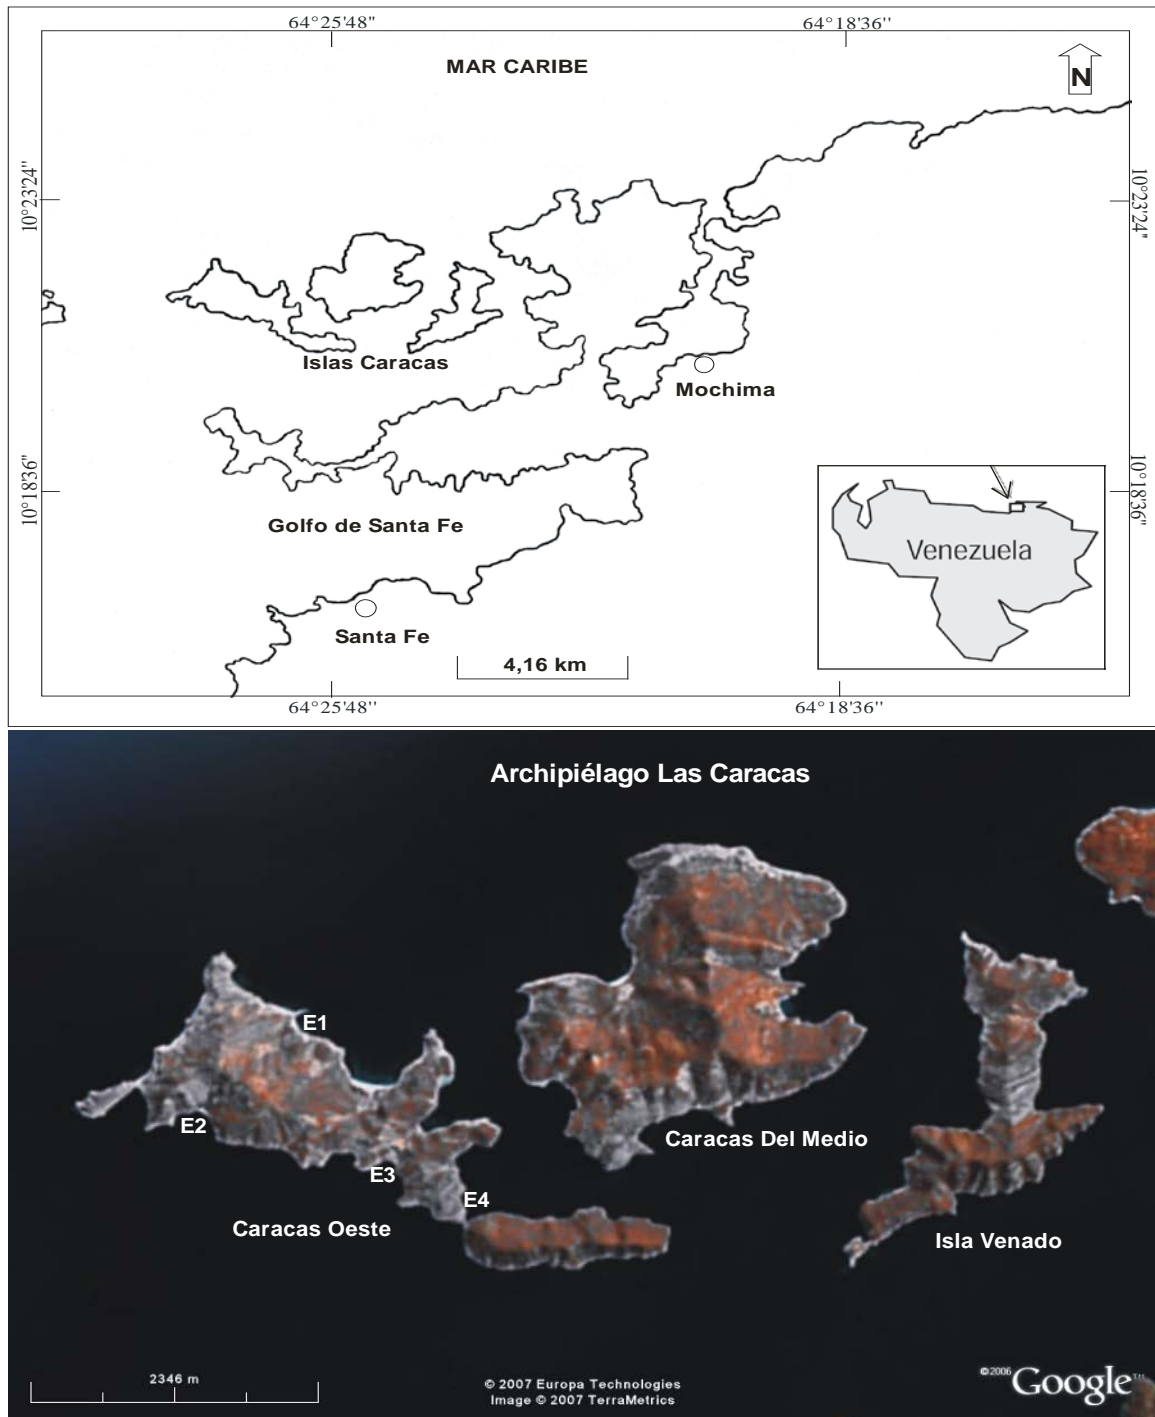 64°25'48"
64°18'36''
MAR CARIBE
N
10°23'24''
10°23'24''
Islas Caracas
Mochima
10°18'36''
10°18'36''
Golfo de Santa Fe
Venezuela
Santa Fe
4,16 km
64°25'48''
64°18'36''
Archipiélago Las Caracas
E1
E2
Caracas Del Medio
E3
E4
Caracas Oeste
Isla Venado
2346 m
© 2007 Europa Technologies
Image © 2007 TerraMetrics
©2006 Google™